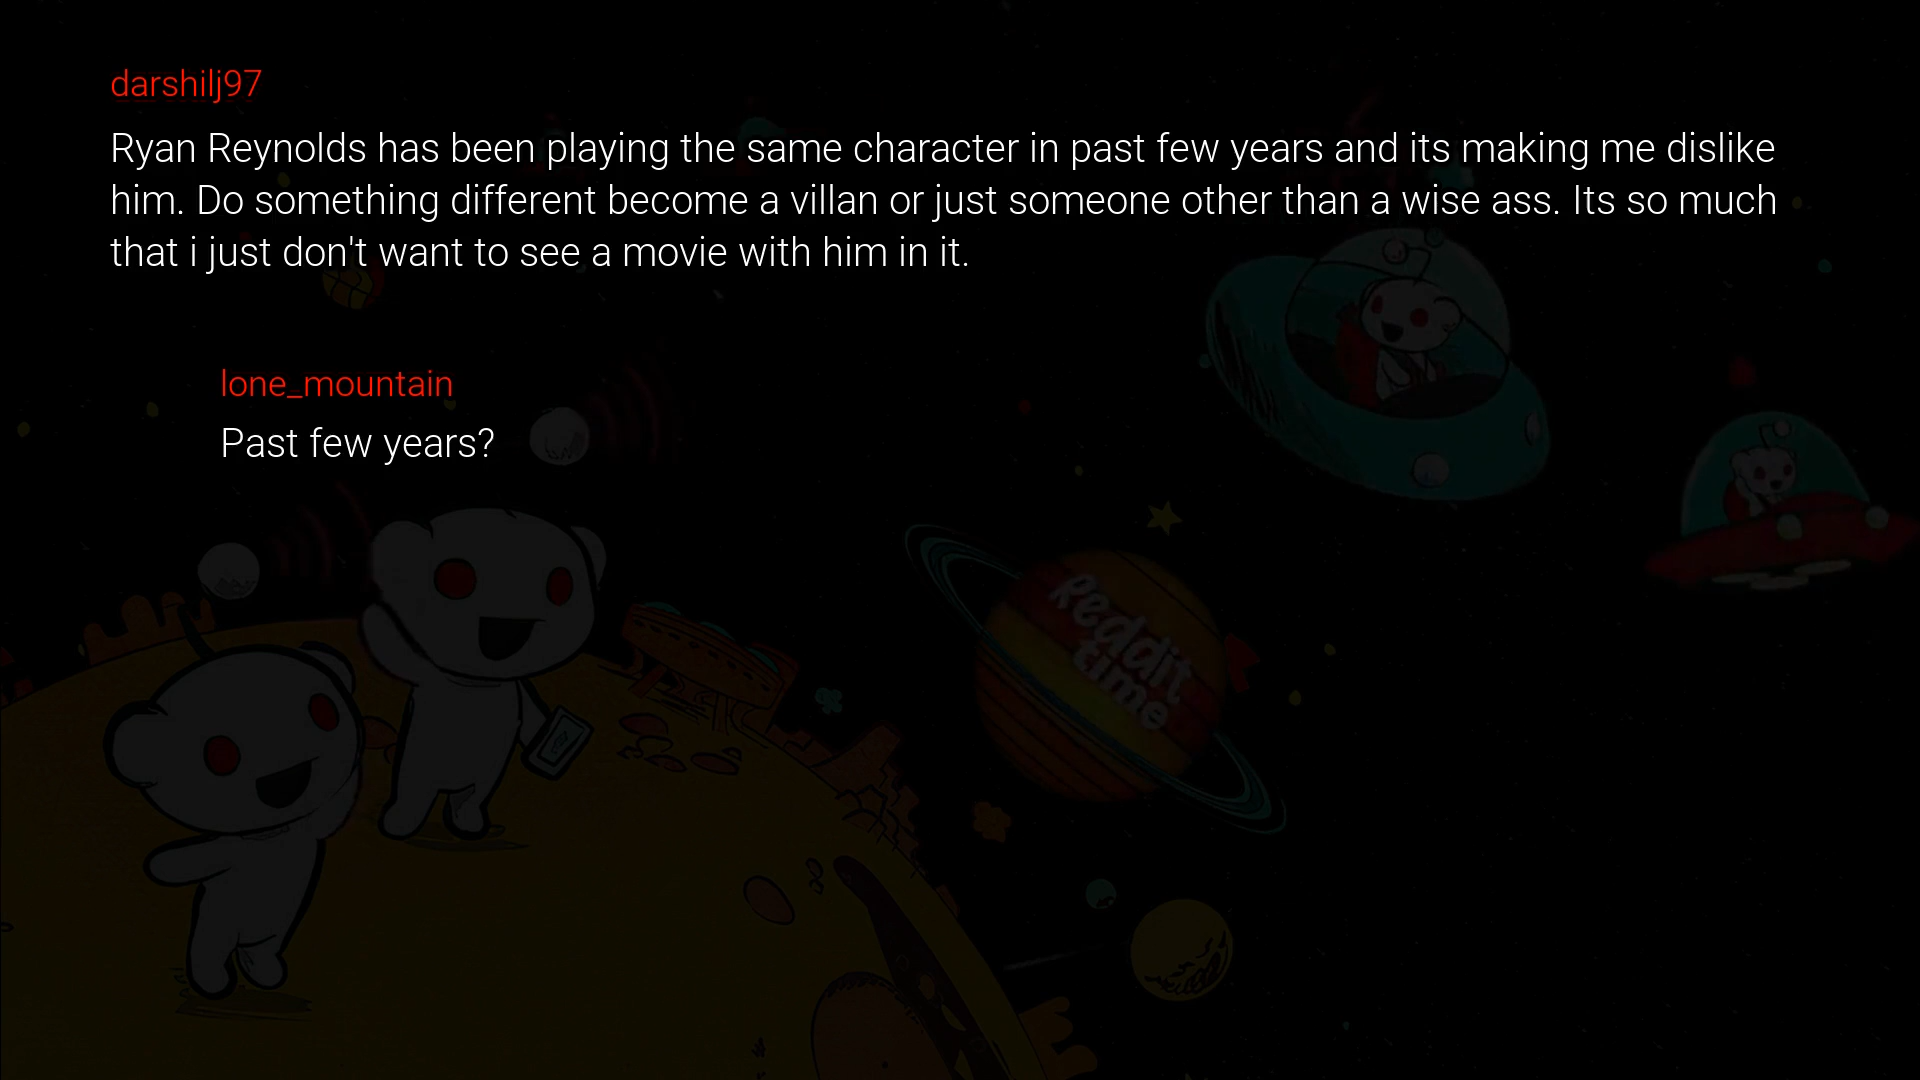 darshilj97
Ryan Reynolds has been playing the same character in past few years and its making me dislike
him. Do something different become a villan or just someone other than a wise ass. Its so much
that i just don't want to see a movie with him in it.
lone_mountain
Past few years?
Reddit
time